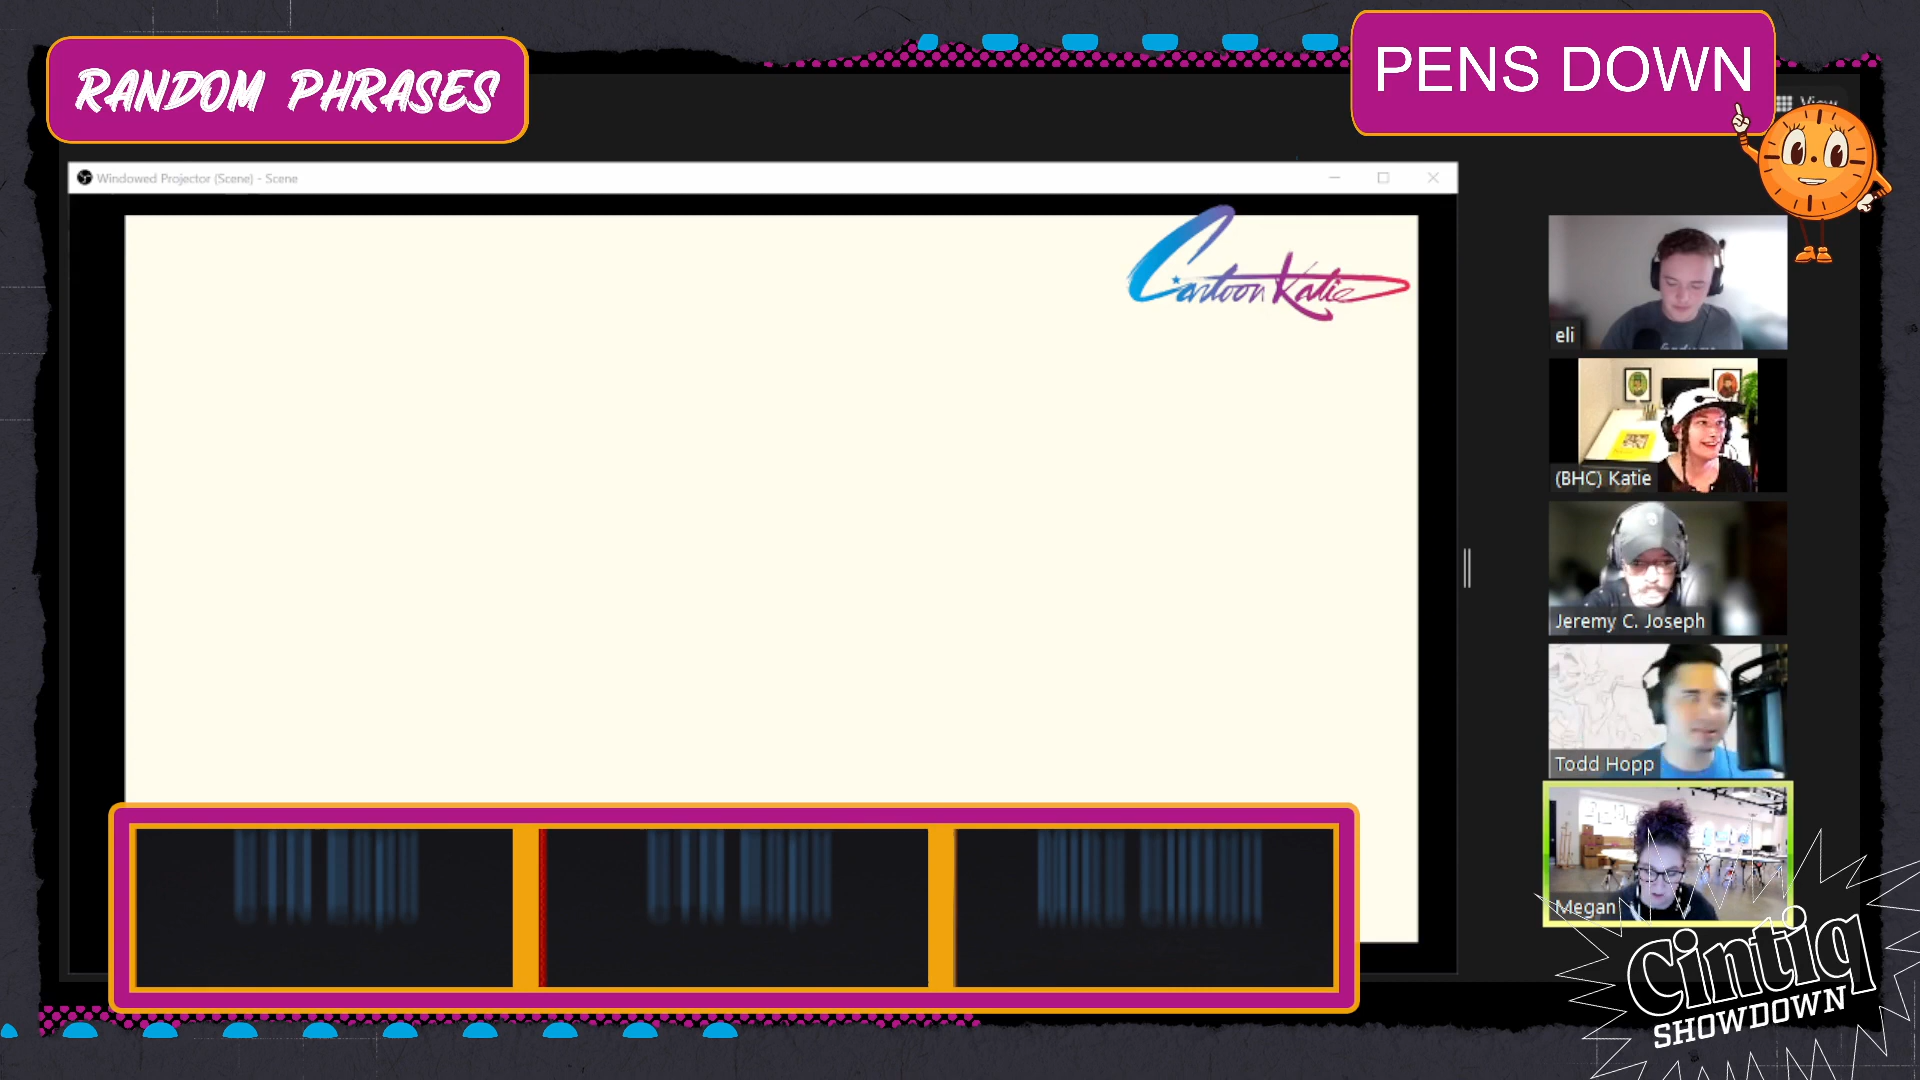 RANDOM PHRASES
PENS DOWN
View
Windowed Projector (Scene) - Scene
Cartoon Katie
eli
(BHC) Katie
Jeremy C. Joseph
Todd Hopp
Megan
Cintiq
SHOWDOWN